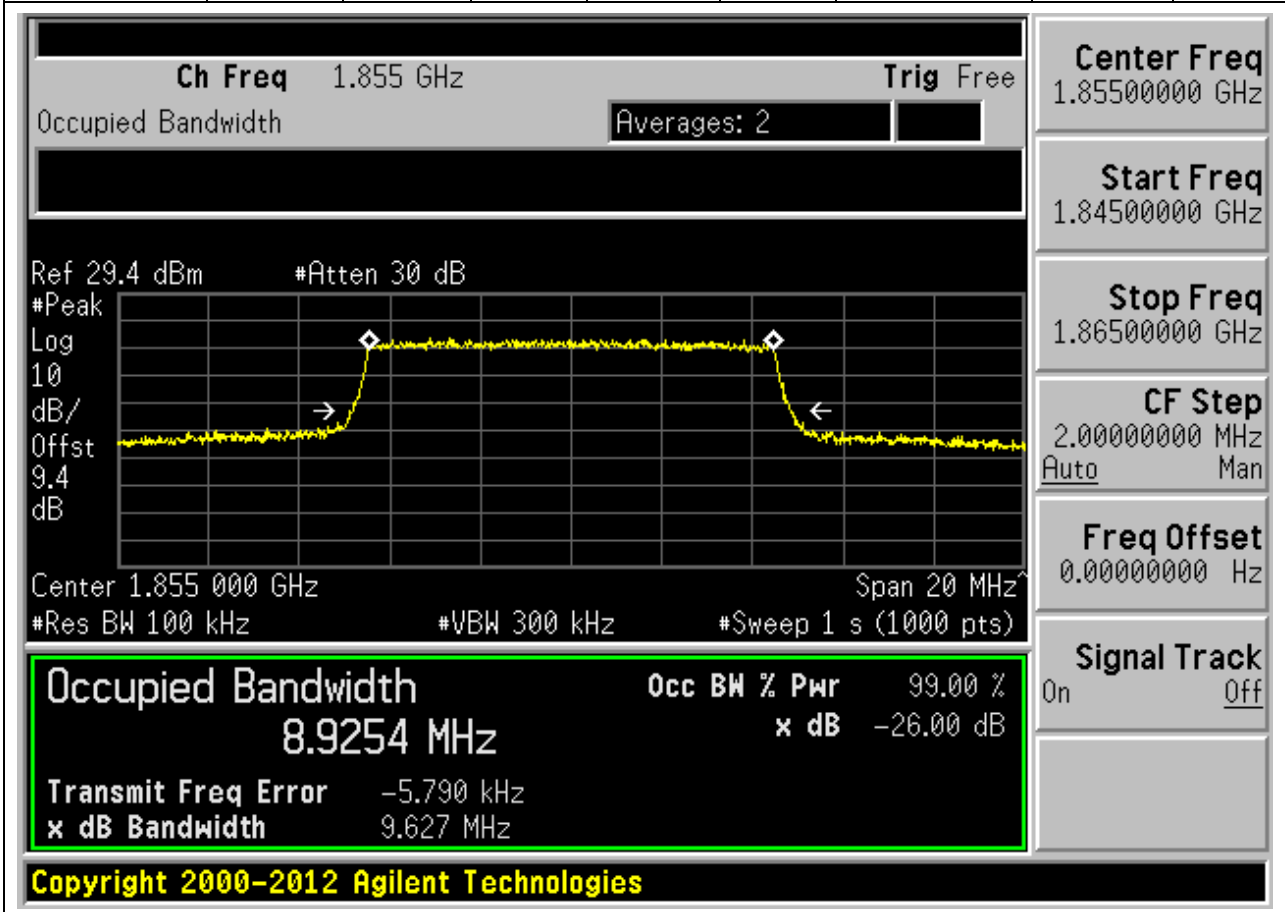 Ch Freq 1.855 GHz Trig Free
Occupied Bandwidth Averages: 2
Ref 29.4 dBm #Atten 30 dB
#Peak
Log
10
dB/
Offst
9.4
dB
Center 1.855 000 GHz Span 20 MHz^
#Res BW 100 kHz #VBW 300 kHz #Sweep 1 s (1000 pts)
Occupied Bandwidth Occ BW % Pwr 99.00 %
8.9254 MHz x dB -26.00 dB
Transmit Freq Error -5.790 kHz
x dB Bandwidth 9.627 MHz
Copyright 2000-2012 Agilent Technologies
Center Freq
1.85500000 GHz
Start Freq
1.84500000 GHz
Stop Freq
1.86500000 GHz
CF Step
2.00000000 MHz
Auto Man
Freq Offset
0.00000000 Hz
Signal Track
On Off